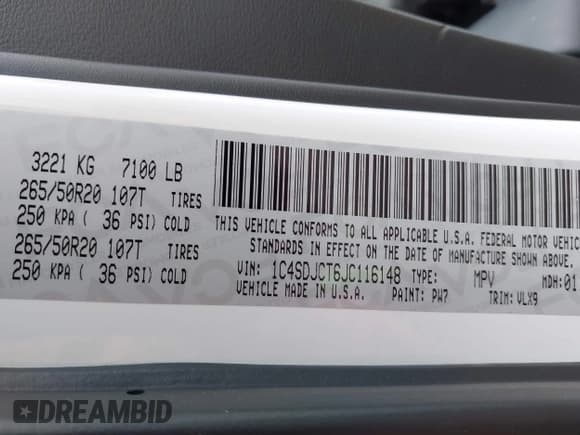 3221 KG 7100 LB
265/50R20 107T TIRES
250 KPA ( 36 PSI) COLD
265/50R20 107T TIRES
250 KPA ( 36 PSI) COLD
THIS VEHICLE CONFORMS TO ALL APPLICABLE U.S.A. FEDERAL MOTOR VEHIC
STANDARDS IN EFFECT ON THE DATE OF MANUFACTURE SHOWN ABOVE.
VIN: 1C4SDJCT6JC116148 TYPE: MPV MDH:01
VEHICLE MADE IN U.S.A. PAINT: PW7 TRIM: VLX9
DREAMBID